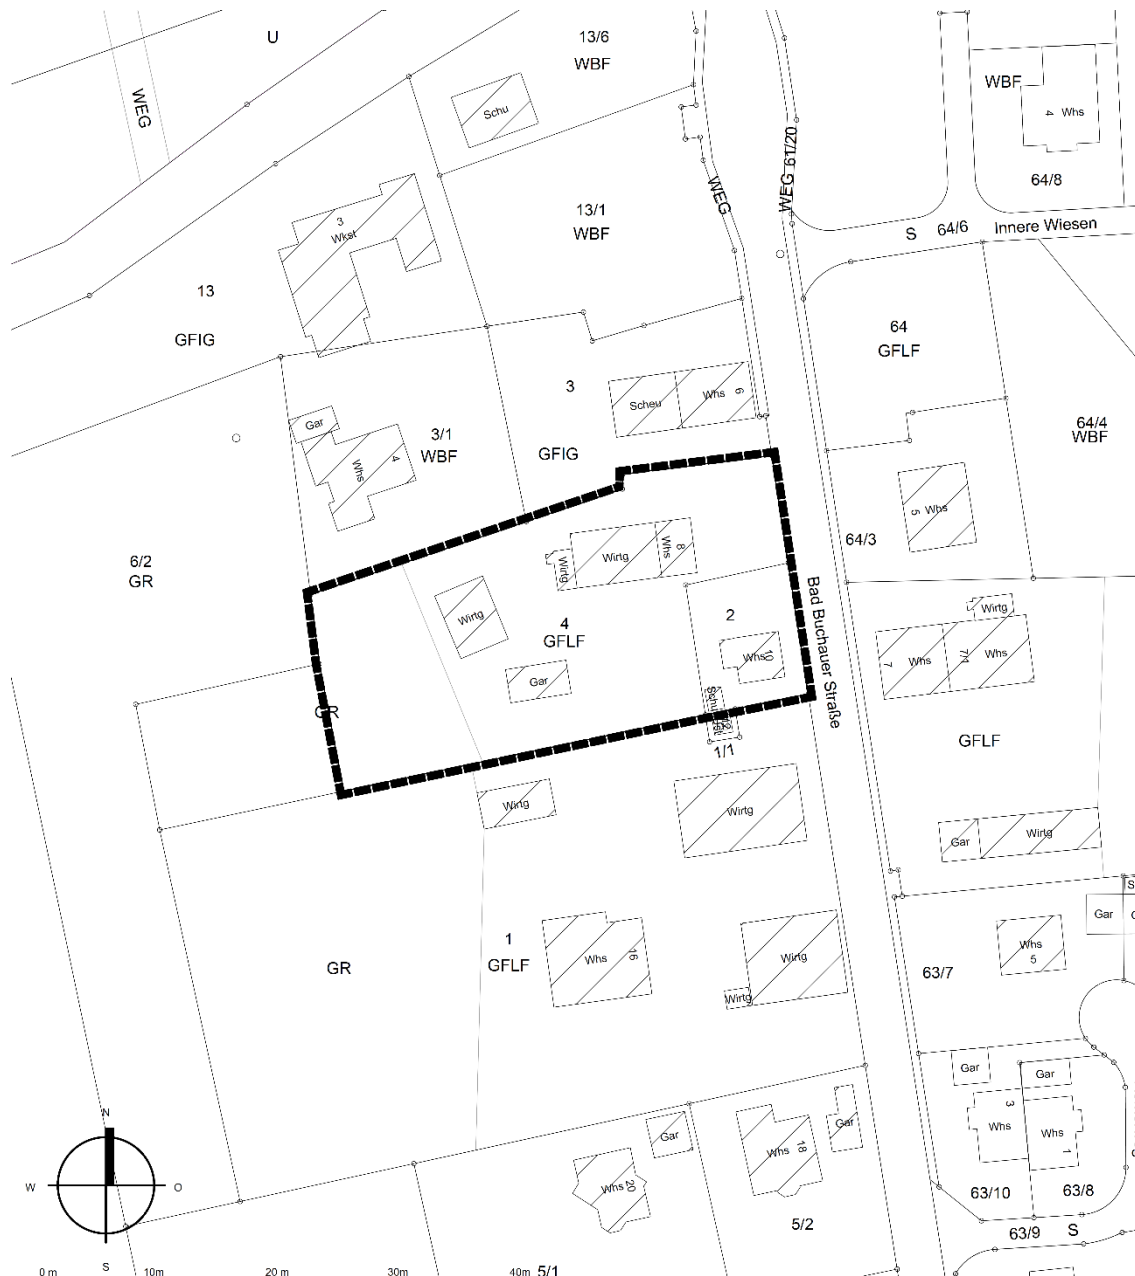 U
13/6
WBF
WEG
Schu
WBF
4 Whs
64/8
WEG 61/20
WEG
13/1
WBF
3
Wkst
S 64/6 Innere Wiesen
13
GFIG
64
GFLF
3
Scheu
Whs 6
Gar
3/1
WBF
Whs 4
GFIG
64/4
WBF
5 Whs
64/3
6/2
GR
Wirtg
Wirtg
Whs 8
Wirtg
4
GFLF
2
Whs 10
Gar
Bad Buchauer Straße
Wirtg
7 Whs
7/1 Whs
GR
Schu
1/1
GFLF
Wirtg
Wirtg
Gar
Wirtg
S
Gar
1
GFLF
Whs 16
Wirtg
Wirtg
GR
Whs
5
63/7
Gar
Gar
3
Whs
Whs
1
63/10
63/8
63/9 S
Gar
Gar
Whs 18
Whs 20
5/2
N
W O
S
0 m 10m 20 m 30m 40m 5/1